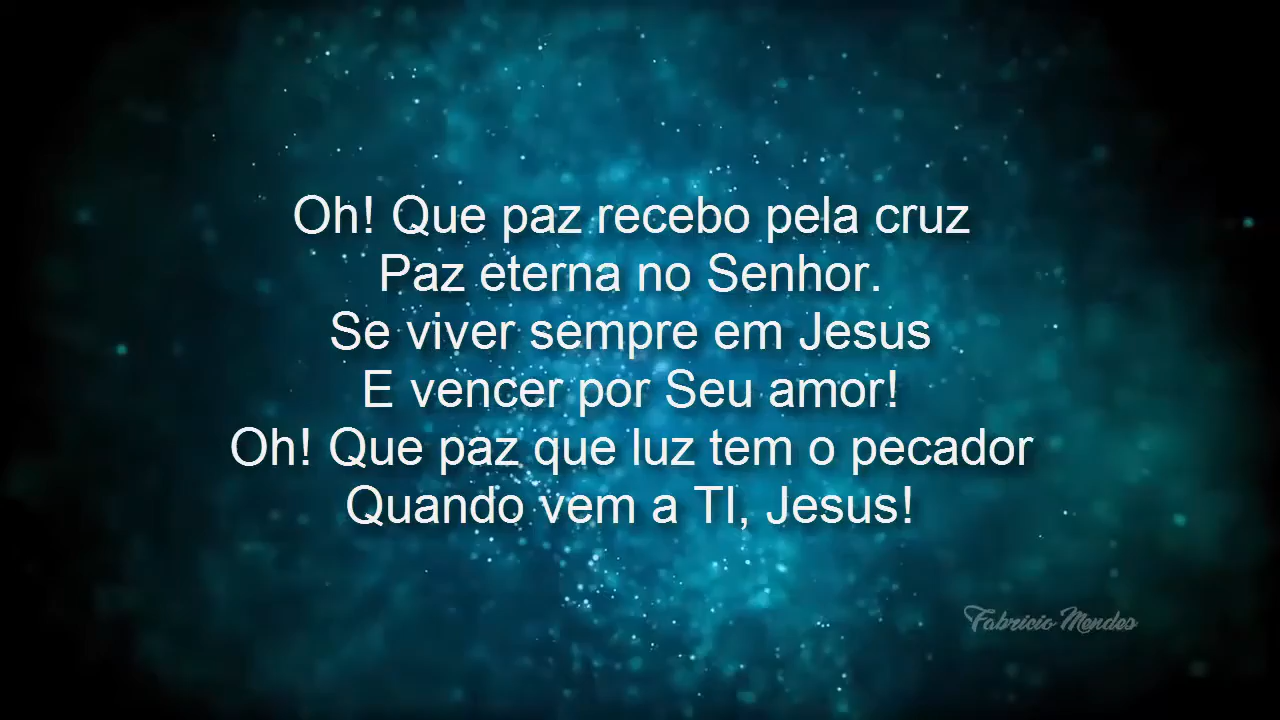 Oh! Que paz recebo pela cruz
Paz eterna no Senhor.
Se viver sempre em Jesus
E vencer por Seu amor!
Oh! Que paz que luz tem o pecador
Quando vem a TI, Jesus!
Fabricio Mendes